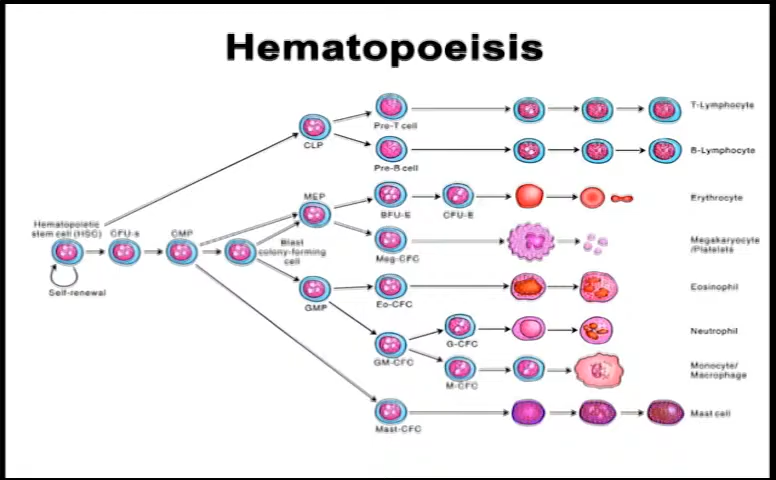 Hematopoeisis
T-Lymphocyte
Pre-T cell
CLP
B-Lymphocyte
Pre-B cell
MEP
Erythrocyte
BFU-E
CFU-E
Hematopoietic
stem cell (HSC)
CFU-s
CMP
Blast
colony-forming
cell
Meg-CFC
Megakaryocyte
/Platelets
Self-renewal
GMP
Eo-CFC
Eosinophil
G-CFC
Neutrophil
GM-CFC
M-CFC
Monocyte/
Macrophage
Mast-CFC
Mast cell